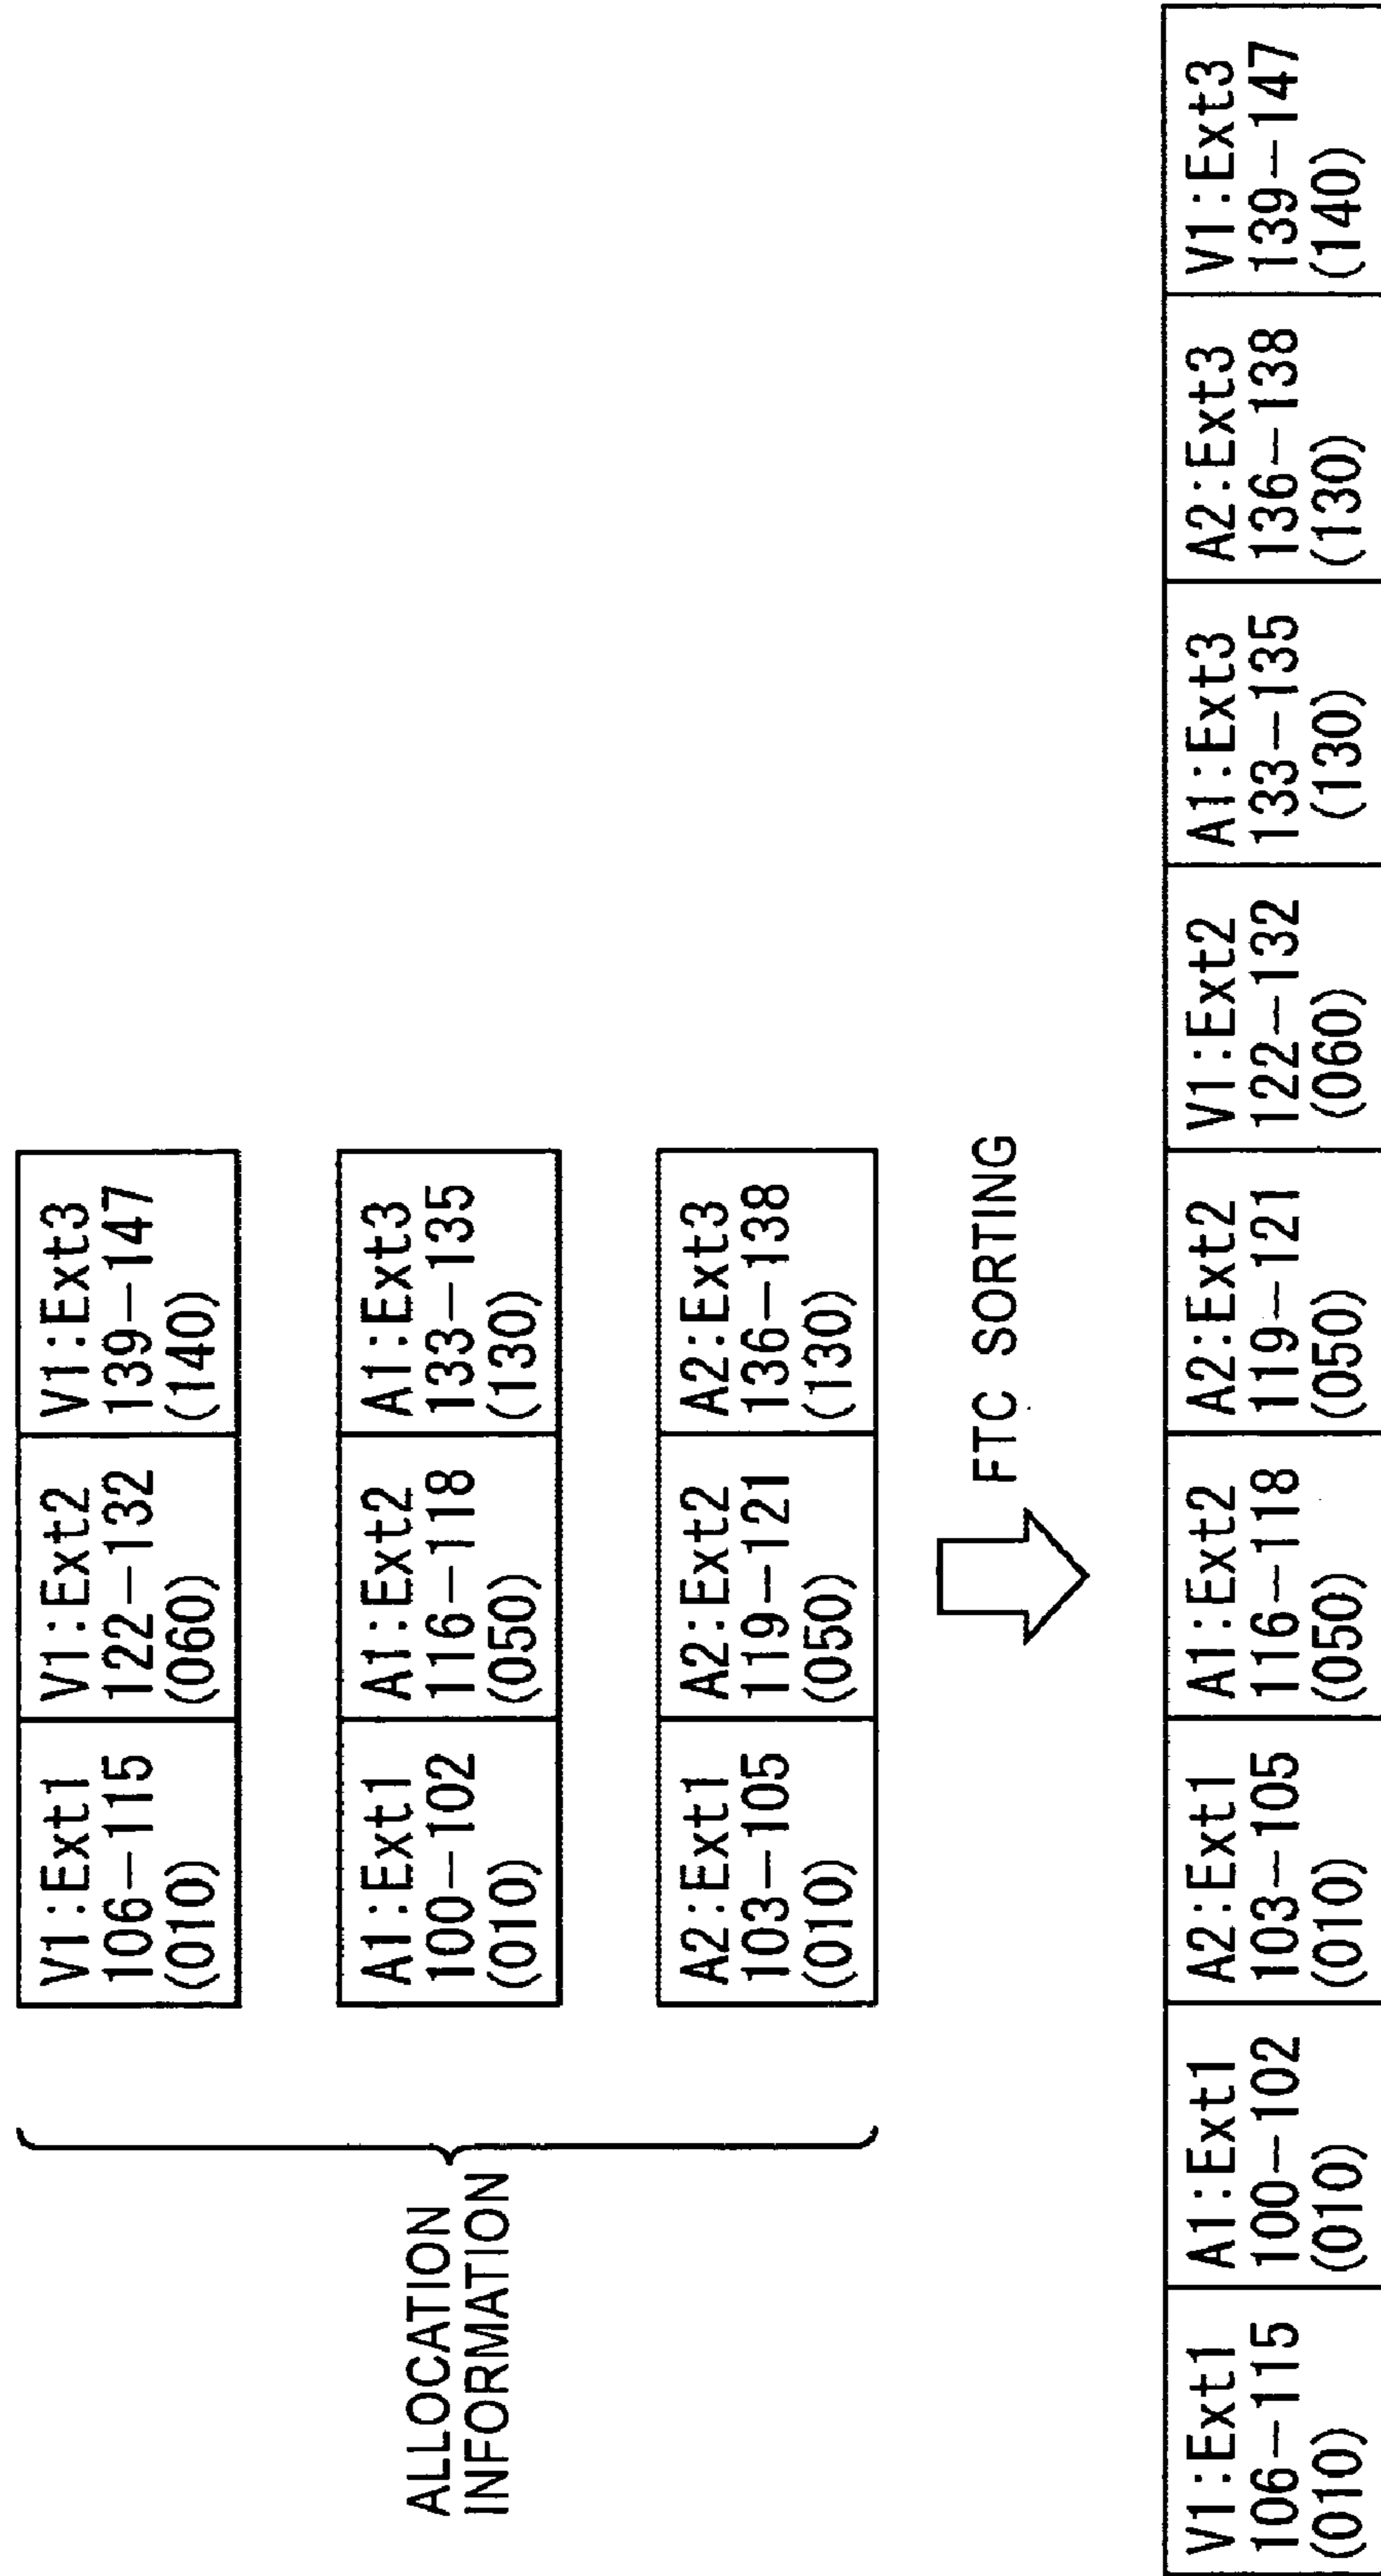 V1:Ext1
106-115
(010)
V1:Ext2
122-132
(060)
V1:Ext3
139-147
(140)
ALLOCATION
INFORMATION
A1:Ext1
100-102
(010)
A1:Ext2
116-118
(050)
A1:Ext3
133-135
(130)
A2:Ext1
103-105
(010)
A2:Ext2
119-121
(050)
A2:Ext3
136-138
(130)
FTC SORTING
V1:Ext1
106-115
(010)
A1:Ext1
100-102
(010)
A2:Ext1
103-105
(010)
A1:Ext2
116-118
(050)
A2:Ext2
119-121
(050)
V1:Ext2
122-132
(060)
A1:Ext3
133-135
(130)
A2:Ext3
136-138
(130)
V1:Ext3
139-147
(140)